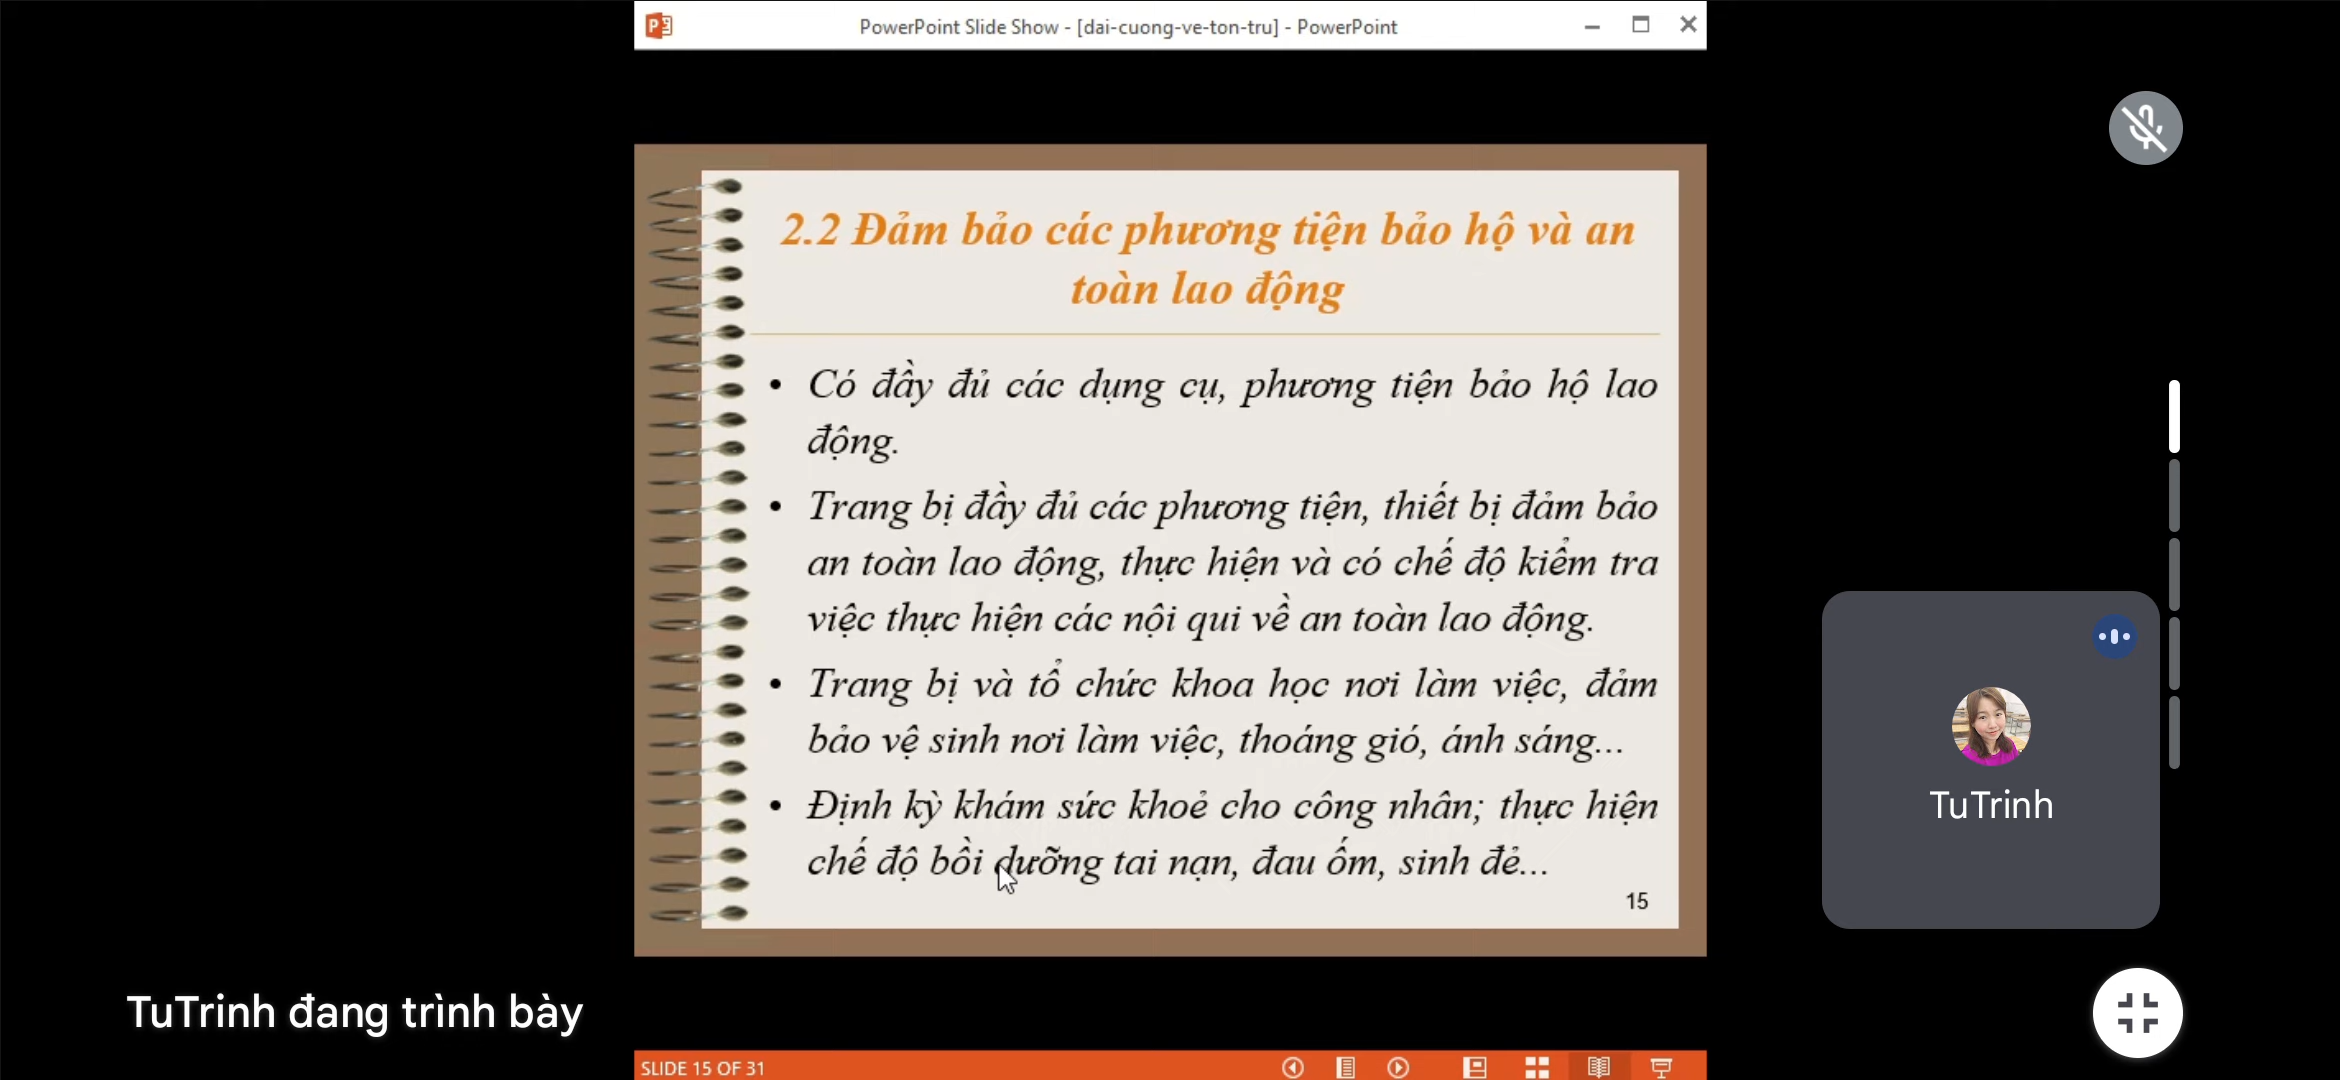 PowerPoint Slide Show - [dai-cuong-ve-ton-tru] - PowerPoint
2.2 Đảm bảo các phương tiện bảo hộ và an
toàn lao động
• Có đầy đủ các dụng cụ, phương tiện bảo hộ lao
động.
• Trang bị đầy đủ các phương tiện, thiết bị đảm bảo
an toàn lao động, thực hiện và có chế độ kiểm tra
việc thực hiện các nội qui về an toàn lao động.
• Trang bị và tổ chức khoa học nơi làm việc, đảm
bảo vệ sinh nơi làm việc, thoáng gió, ánh sáng...
• Định kỳ khám sức khoẻ cho công nhân; thực hiện
chế độ bồi dưỡng tai nạn, đau ốm, sinh đẻ...
15
TuTrinh
TuTrinh đang trình bày
SLIDE 15 OF 31